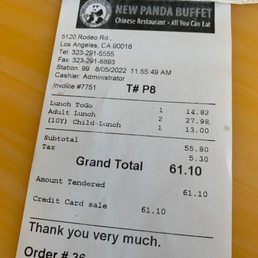 NEW PANDA BUFFET
Chinese Restaurant • All You Can Eat
5120 Rodeo Rd.,
Los Angeles, CA 90016
Tel: 323-291-5555
Fax: 323-291-8893
Station: 99 8/05/2022 11:55:49 AM
Cashier: Administrator
Invoice #7751 T# P8
Lunch ToGo 1 14.82
Adult Lunch 2 27.98
(10Y) Child-Lunch 1 13.00
Subtotal 55.80
Tax 5.30
Grand Total 61.10
Amount Tendered 61.10
Credit Card sale 61.10
Thank you very much.
Order # 36